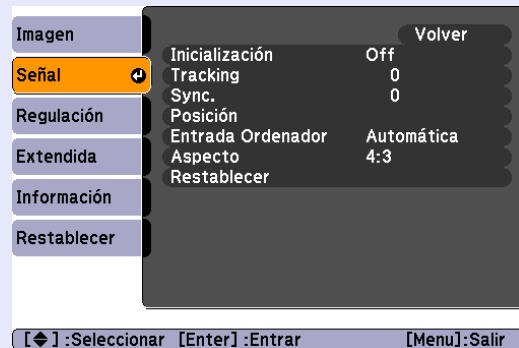 Imagen
Señal
Regulación
Extendida
Información
Restablecer
Volver
Inicialización Off
Tracking 0
Sync. 0
Posición
Entrada Ordenador Automática
Aspecto 4:3
Restablecer
[◆] :Seleccionar [Enter] :Entrar [Menu]:Salir